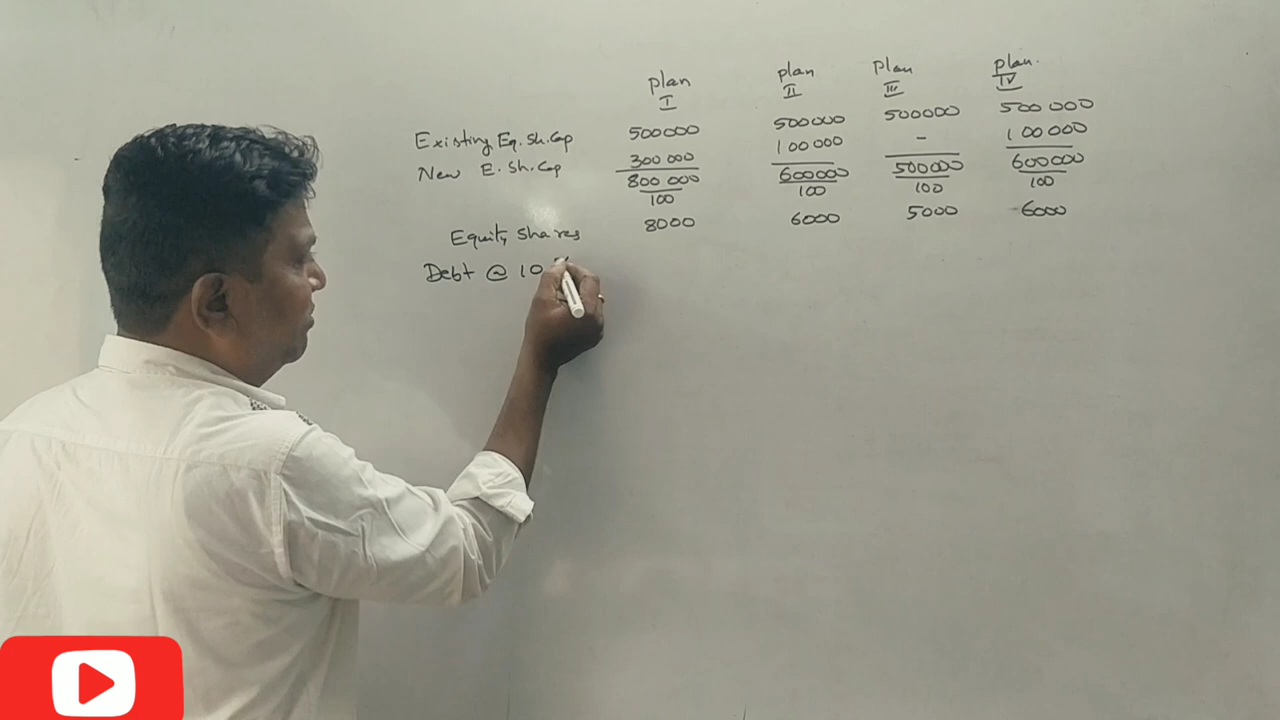 plan plan plan plan.
I II III IV
Existing Eq. Sh. Cap 500000 500000 500000 500000
New E. Sh. Cap 300000 100000 - 100000
800000 600000 500000 600000
100 100 100 100
Equity Shares 8000 6000 5000 6000
Debt @ 10